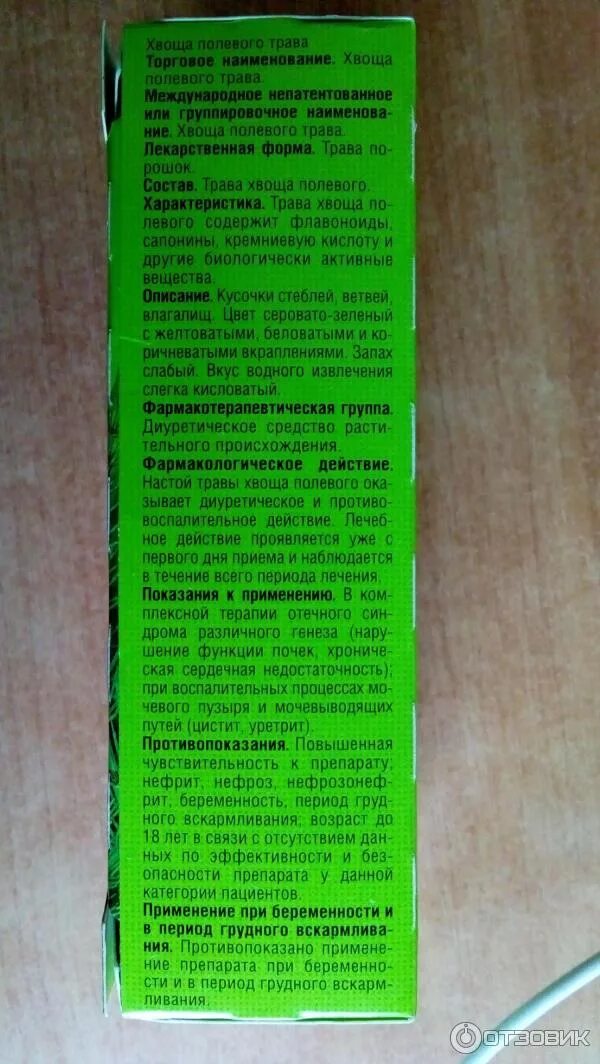 Хвоща полевого трава
Торговое наименование. Хвоща
полевого трава.
Международное непатентованное
или группировочное наименова-
ние. Хвоща полевого трава.
Лекарственная форма. Трава по-
рошок.
Состав. Трава хвоща полевого.
Характеристика. Трава хвоща по-
левого содержит флавоноиды,
сапонины, кремниевую кислоту и
другие биологически активные
вещества.
Описание. Кусочки стеблей, ветвей,
влагалищ. Цвет серовато-зеленый
с желтоватыми, беловатыми и ко-
ричневатыми вкраплениями. Запах
слабый. Вкус водного извлечения
слегка кисловатый.
Фармакотерапевтическая группа.
Диуретическое средство расти-
тельного происхождения.
Фармакологическое действие.
Настой травы хвоща полевого ока-
зывает диуретическое и противо-
воспалительное действие. Лечеб-
ное действие проявляется уже с
первого дня приема и наблюдается
в течение всего периода лечения.
Показания к применению. В ком-
плексной терапии отечного син-
дрома различного генеза (нару-
шение функции почек, хрониче-
ская сердечная недостаточность);
при воспалительных процессах мо-
чевого пузыря и мочевыводящих
путей (цистит, уретрит).
Противопоказания. Повышенная
чувствительность к препарату;
нефрит, нефроз, нефрозонеф-
рит; беременность, период груд-
ного вскармливания; возраст до
18 лет в связи с отсутствием дан-
ных по эффективности и без-
опасности препарата у данной
категории пациентов.
Применение при беременности и
в период грудного вскармлива-
ния. Противопоказано примене-
ние препарата при беременно-
сти и в период грудного вскарм-
ливания.
ОТЗОВИК